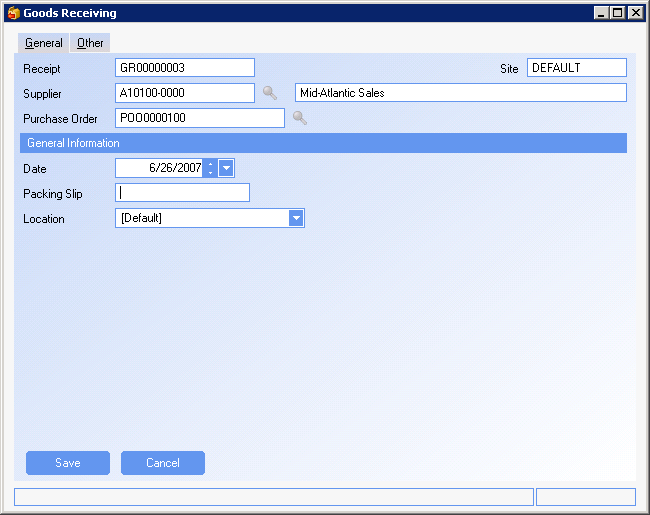 Goods Receiving
General Other
Receipt GR00000003 Site DEFAULT
Supplier A10100-0000 Mid-Atlantic Sales
Purchase Order POO0000100
General Information
Date 6/26/2007
Packing Slip
Location [Default]
Save Cancel